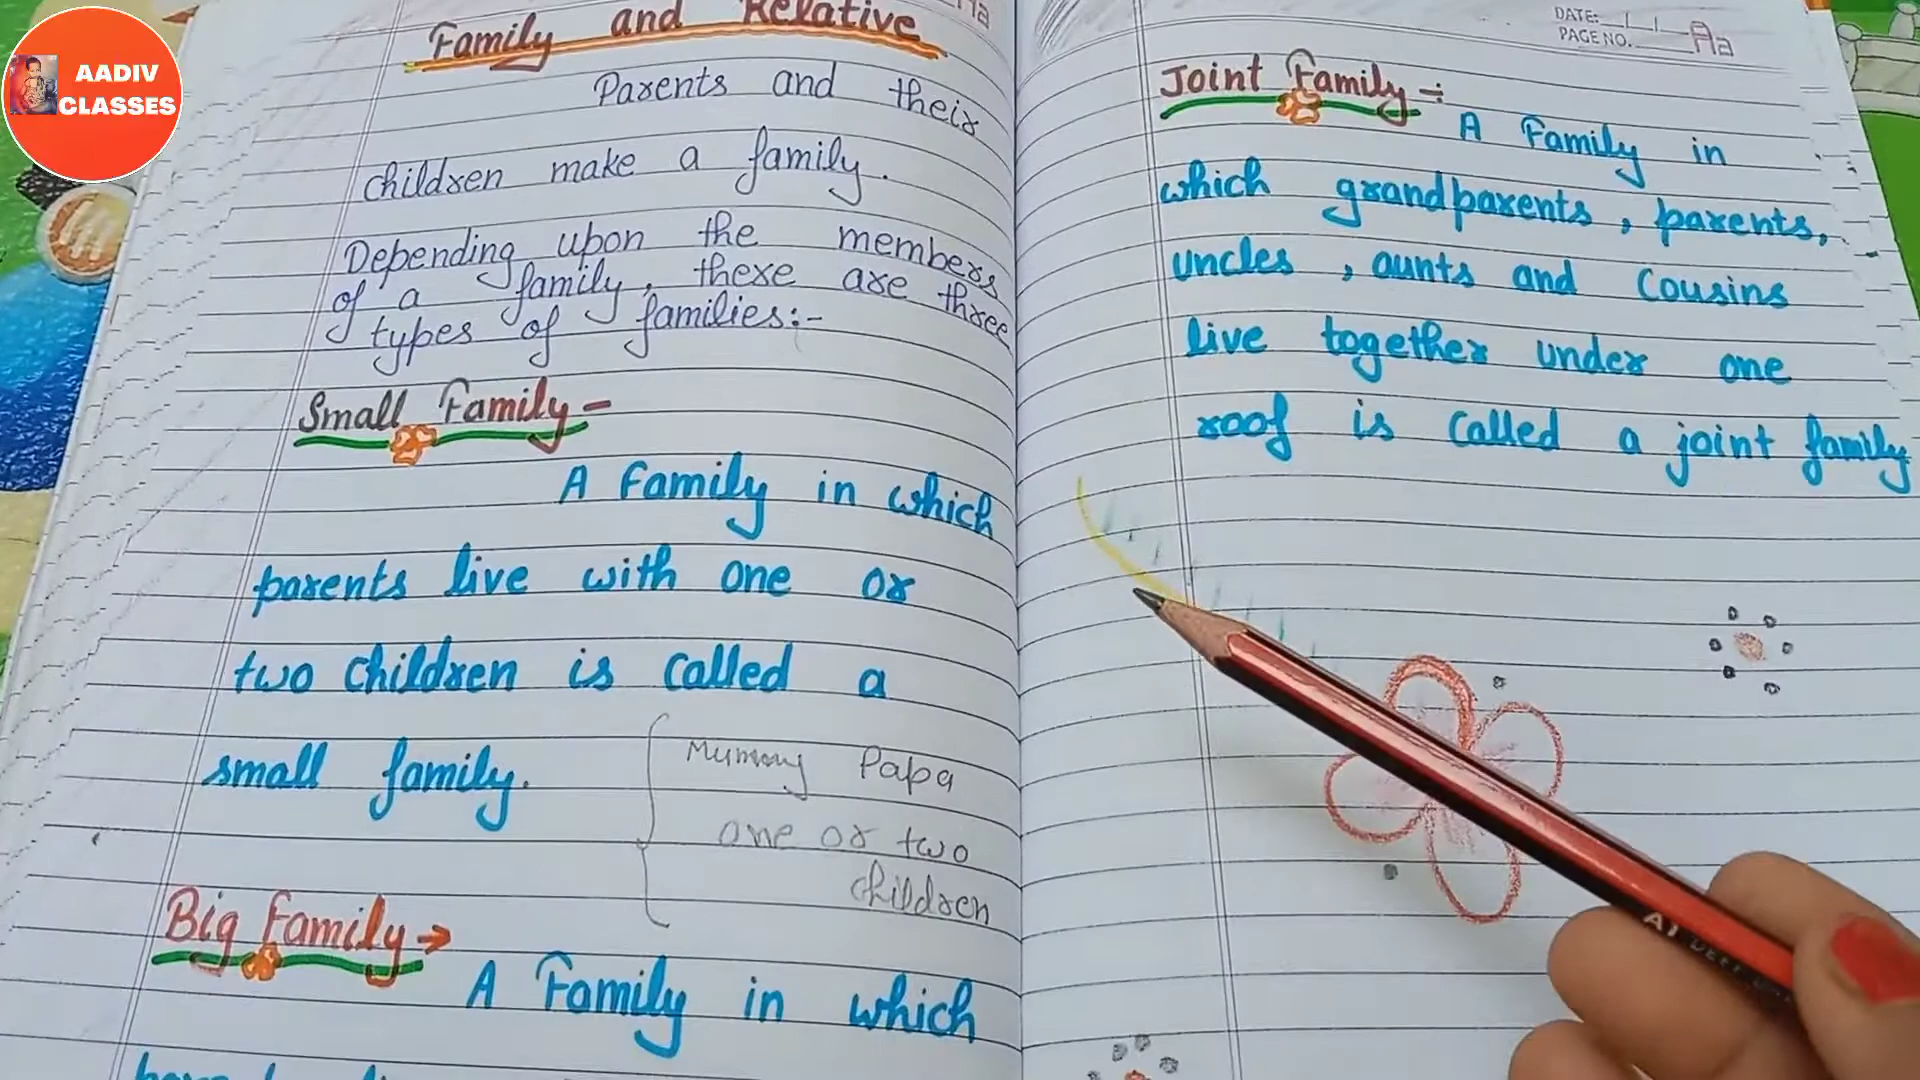 AADIV
CLASSES
Family and Relative
Parents and their
children make a family.
Depending upon the members
of a family, there are three
types of families:-
Small Family -
A Family in which
parents live with one or
two children is called a
small family.
Mummy Papa
one or two
children
Big Family →
A Family in which
DATE:
PAGE NO.
Aa
Joint Family :-
A Family in
which grandparents, parents,
uncles, aunts and Cousins
live together under one
roof is called a joint family